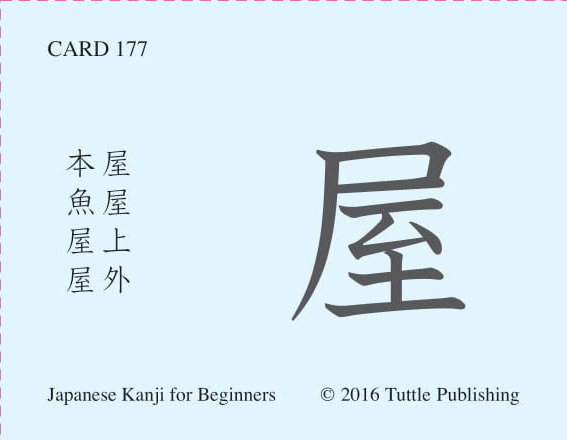 CARD 177
本屋
魚屋
屋上
屋外
屋
Japanese Kanji for Beginners © 2016 Tuttle Publishing